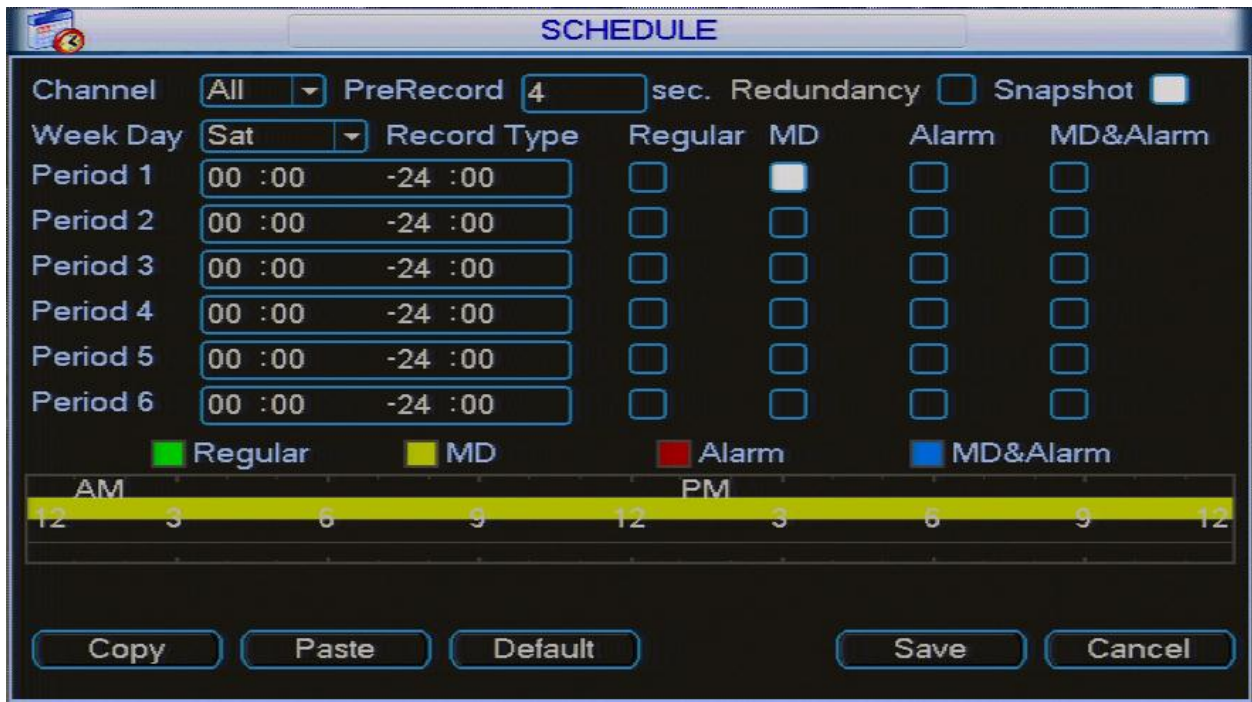 SCHEDULE
Channel All PreRecord 4 sec. Redundancy Snapshot
Week Day Sat Record Type Regular MD Alarm MD&Alarm
Period 1 00 :00 -24 :00
Period 2 00 :00 -24 :00
Period 3 00 :00 -24 :00
Period 4 00 :00 -24 :00
Period 5 00 :00 -24 :00
Period 6 00 :00 -24 :00
Regular MD Alarm MD&Alarm
AM PM
12 3 6 9 12 3 6 9 12
Copy Paste Default Save Cancel